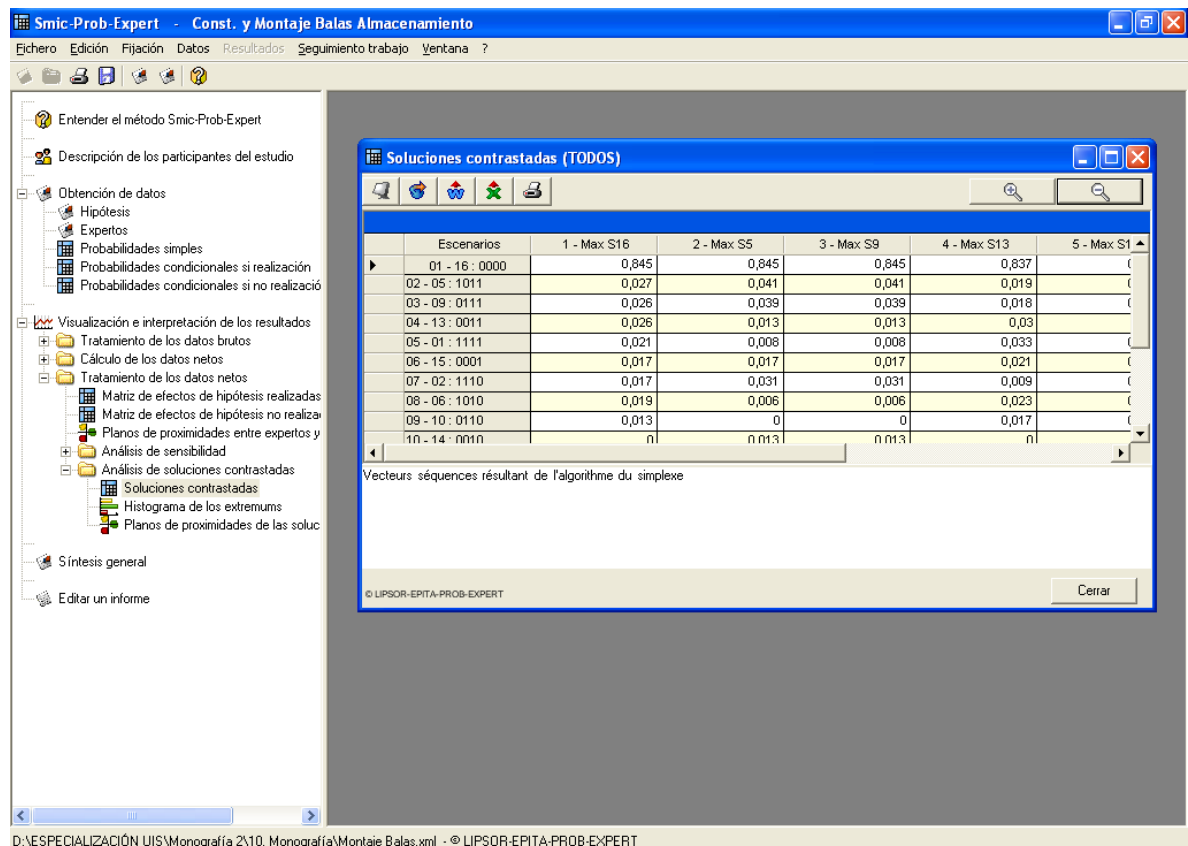 Smic-Prob-Expert - Const. y Montaje Balas Almacenamiento
Fichero Edición Fijación Datos Resultados Seguimiento trabajo Ventana ?
Entender el método Smic-Prob-Expert
Descripción de los participantes del estudio
Obtención de datos
Hipótesis
Expertos
Probabilidades simples
Probabilidades condicionales si realización
Probabilidades condicionales si no realizació
Visualización e interpretación de los resultados
Tratamiento de los datos brutos
Cálculo de los datos netos
Tratamiento de los datos netos
Matriz de efectos de hipótesis realizadas
Matriz de efectos de hipótesis no realiza
Planos de proximidades entre expertos y
Análisis de sensibilidad
Análisis de soluciones contrastadas
Soluciones contrastadas
Histograma de los extremums
Planos de proximidades de las soluc
Síntesis general
Editar un informe
Soluciones contrastadas (TODOS)
Escenarios 1 - Max S16 2 - Max S5 3 - Max S9 4 - Max S13 5 - Max S1
01 - 16 : 0000 0,845 0,845 0,845 0,837
02 - 05 : 1011 0,027 0,041 0,041 0,019
03 - 09 : 0111 0,026 0,039 0,039 0,018
04 - 13 : 0011 0,026 0,013 0,013 0,03
05 - 01 : 1111 0,021 0,008 0,008 0,033
06 - 15 : 0001 0,017 0,017 0,017 0,021
07 - 02 : 1110 0,017 0,031 0,031 0,009
08 - 06 : 1010 0,019 0,006 0,006 0,023
09 - 10 : 0110 0,013 0 0 0,017
10 - 14 : 0010 0 0,013 0,013 0
Vecteurs séquences résultant de l'algorithme du simplexe
© LIPSOR-EPITA-PROB-EXPERT
Cerrar
D:\ESPECIALIZACIÓN UIS\Monografía 2\10. Monografía\Montaje Balas.xml - © LIPSOR-EPITA-PROB-EXPERT